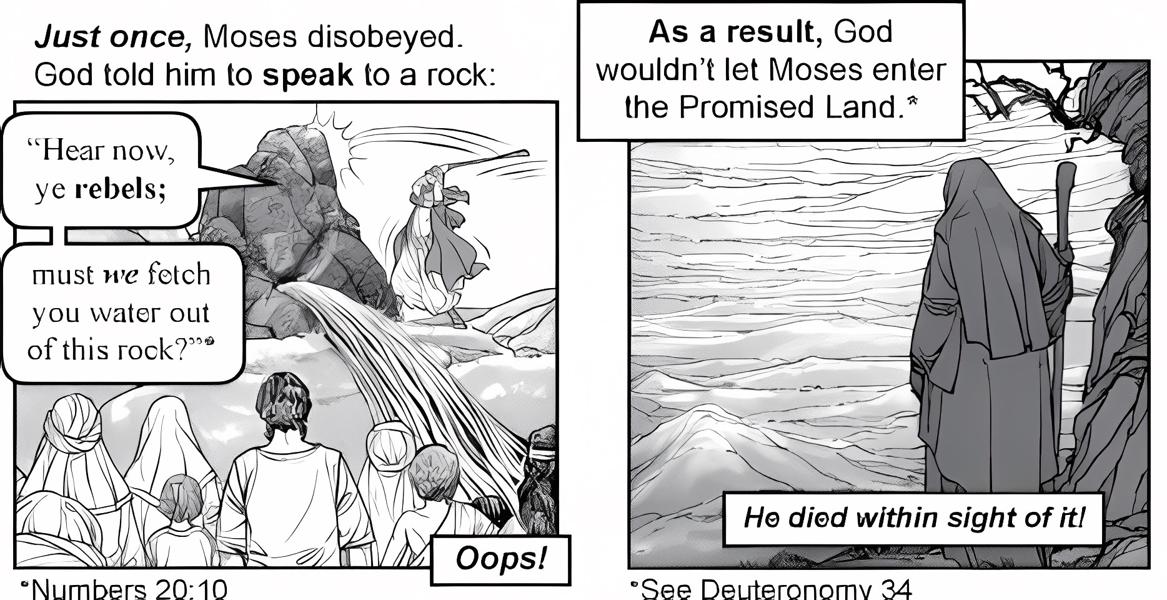 Just once, Moses disobeyed.
God told him to speak to a rock:
"Hear now,
ye rebels;
must we fetch
you water out
of this rock?"*
Oops!
*Numbers 20:10
As a result, God
wouldn't let Moses enter
the Promised Land.*
He died within sight of it!
*See Deuteronomy 34